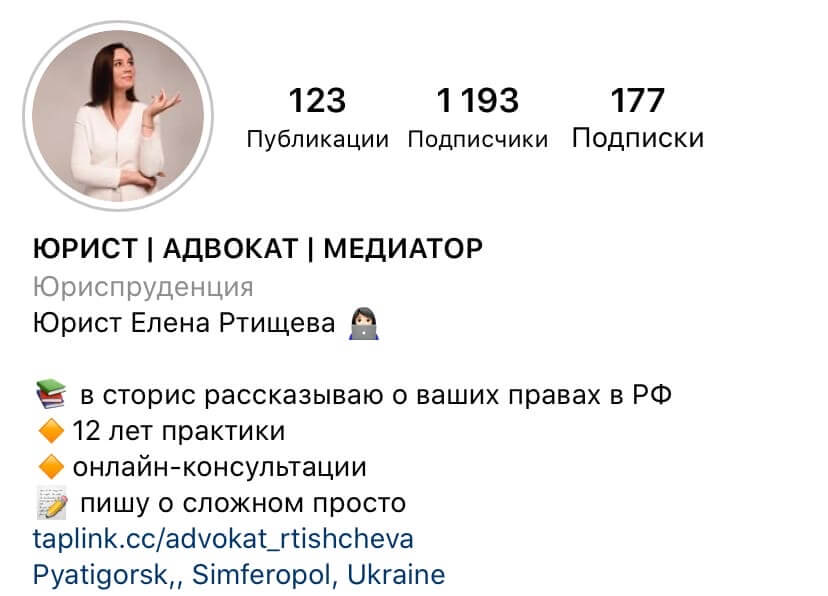 123 1 193 177
Публикации Подписчики Подписки
ЮРИСТ | АДВОКАТ | МЕДИАТОР
Юриспруденция
Юрист Елена Ртищева 👩🏻‍💻
📚 в сторис рассказываю о ваших правах в РФ
🔶 12 лет практики
🔶 онлайн-консультации
📝 пишу о сложном просто
taplink.cc/advokat_rtishcheva
Pyatigorsk,, Simferopol, Ukraine